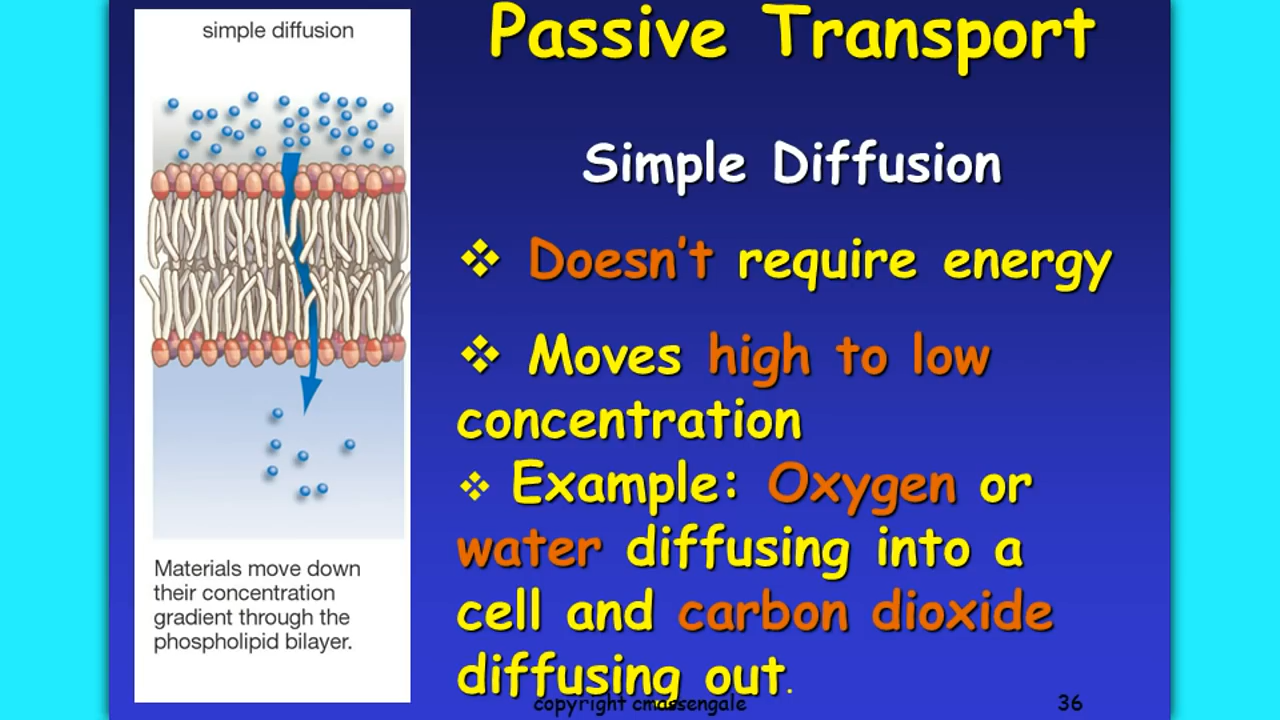 simple diffusion
Materials move down
their concentration
gradient through the
phospholipid bilayer.
Passive Transport
Simple Diffusion
❖ Doesn't require energy
❖ Moves high to low
concentration
❖ Example: Oxygen or
water diffusing into a
cell and carbon dioxide
diffusing out.
copyright cmassengale
36